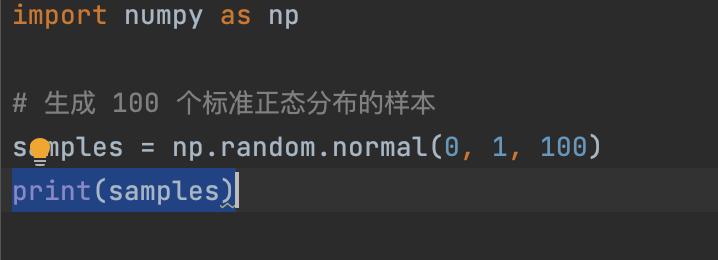 import numpy as np
# 生成 100 个标准正态分布的样本
samples = np.random.normal(0, 1, 100)
print(samples)